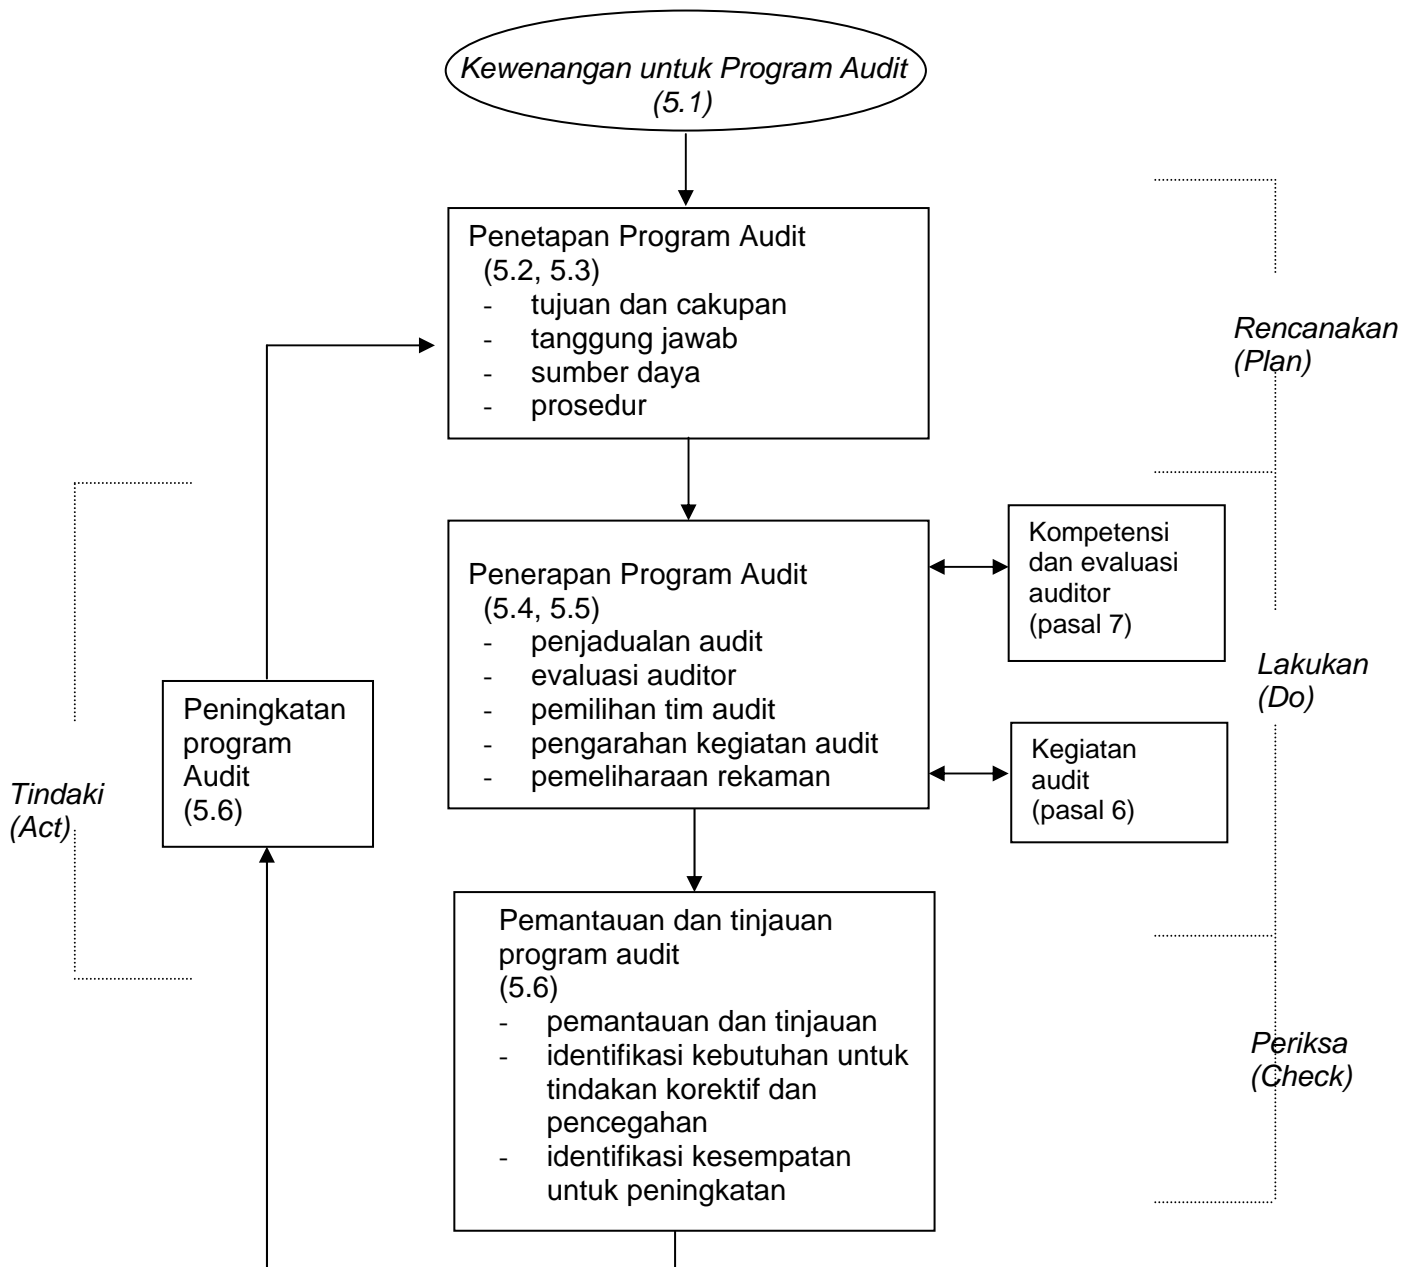 Kewenangan untuk Program Audit
(5.1)
Penetapan Program Audit
(5.2, 5.3)
- tujuan dan cakupan
- tanggung jawab
- sumber daya
- prosedur
Rencanakan
(Plan)
Penerapan Program Audit
(5.4, 5.5)
- penjadualan audit
- evaluasi auditor
- pemilihan tim audit
- pengarahan kegiatan audit
- pemeliharaan rekaman
Kompetensi
dan evaluasi
auditor
(pasal 7)
Lakukan
(Do)
Kegiatan
audit
(pasal 6)
Peningkatan
program
Audit
(5.6)
Tindaki
(Act)
Pemantauan dan tinjauan
program audit
(5.6)
- pemantauan dan tinjauan
- identifikasi kebutuhan untuk
tindakan korektif dan
pencegahan
- identifikasi kesempatan
untuk peningkatan
Periksa
(Check)